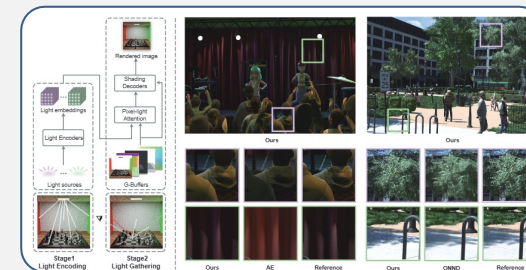 Rendered image
Shading
Decoders
Light embeddings
Pixel-light
Attention
Light Encoders
Light sources
G-Buffers
Stage1
Light Encoding
Stage2
Light Gathering
Ours
Ours
Ours
AE
Reference
Ours
ONND
Reference